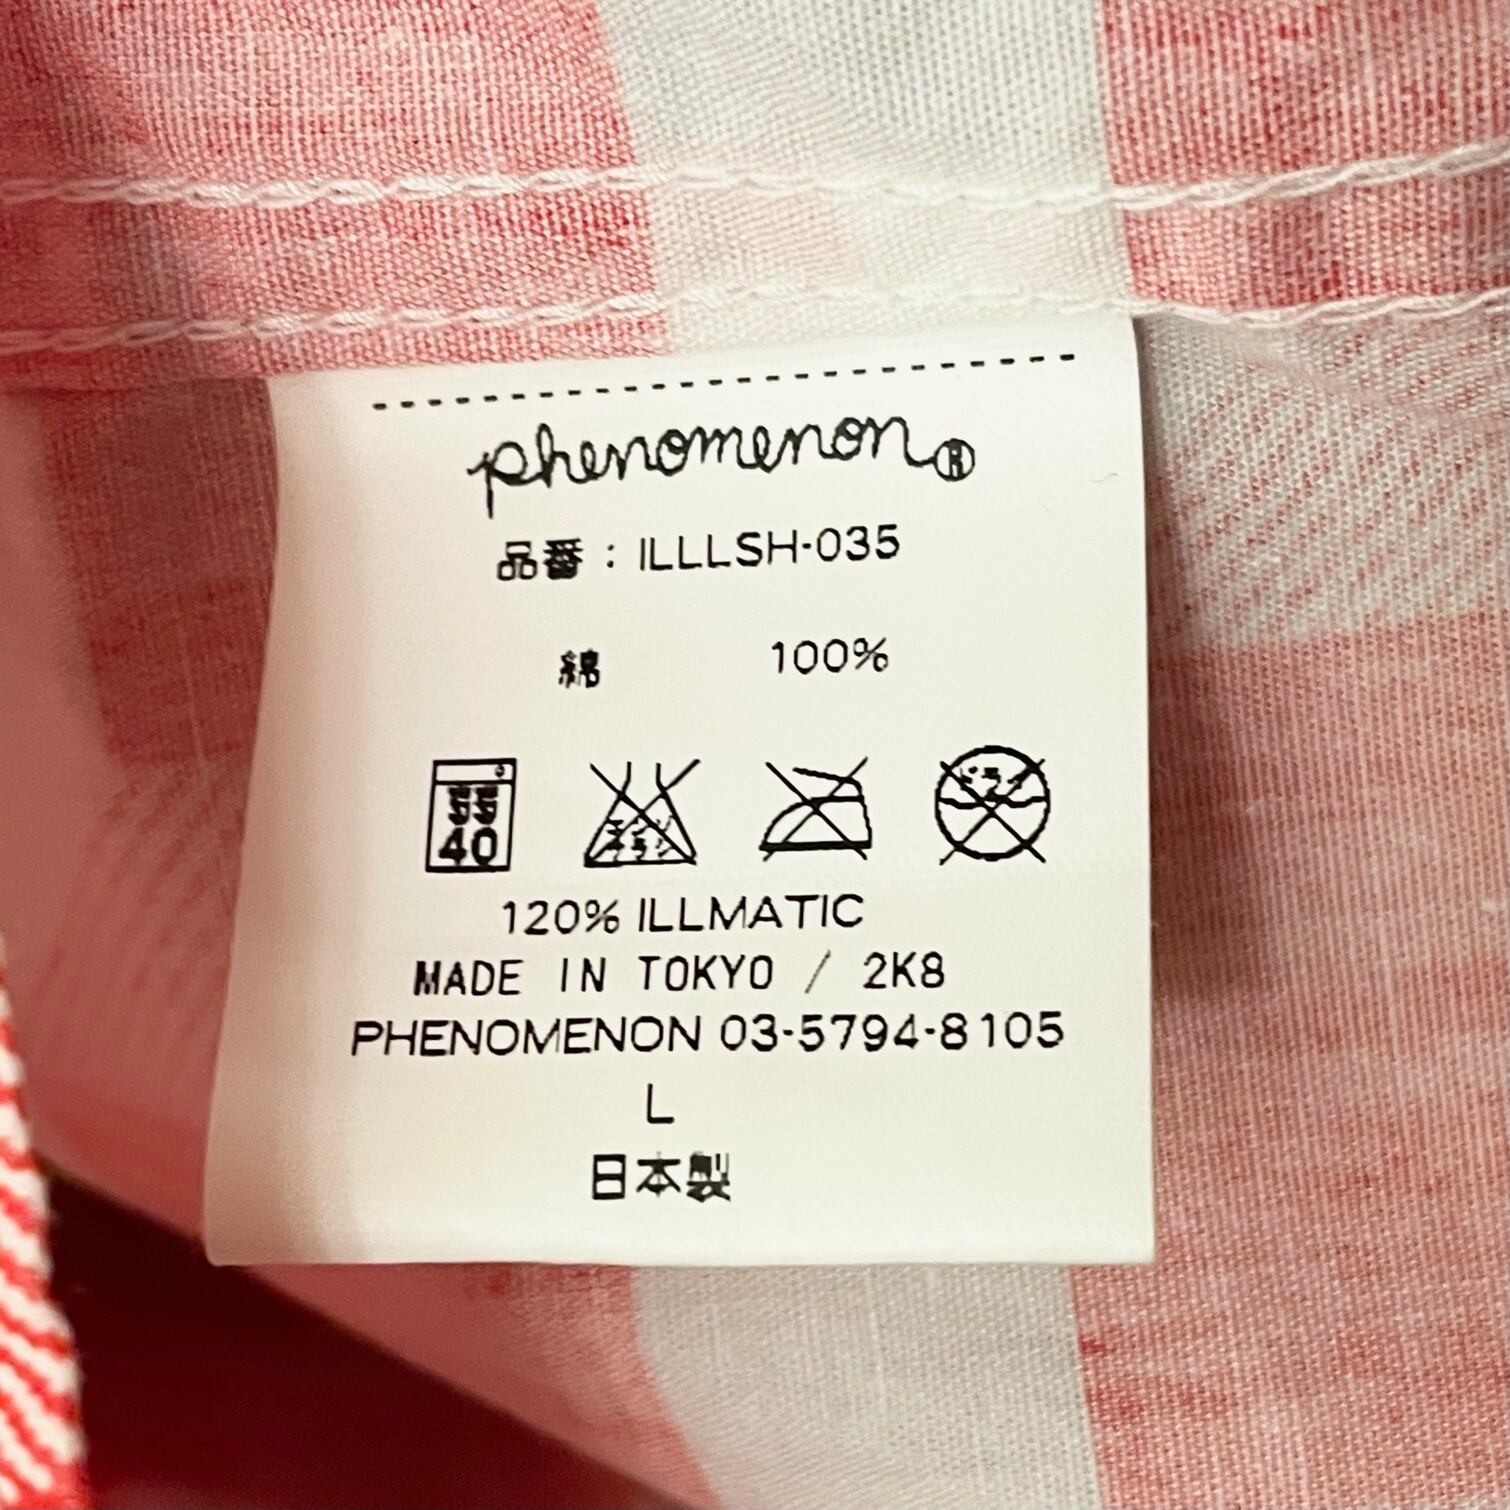 phenomenon®
品番：ILLLSH-035
綿 100%
40
120% ILLMATIC
MADE IN TOKYO / 2K8
PHENOMENON 03-5794-8105
L
日本製